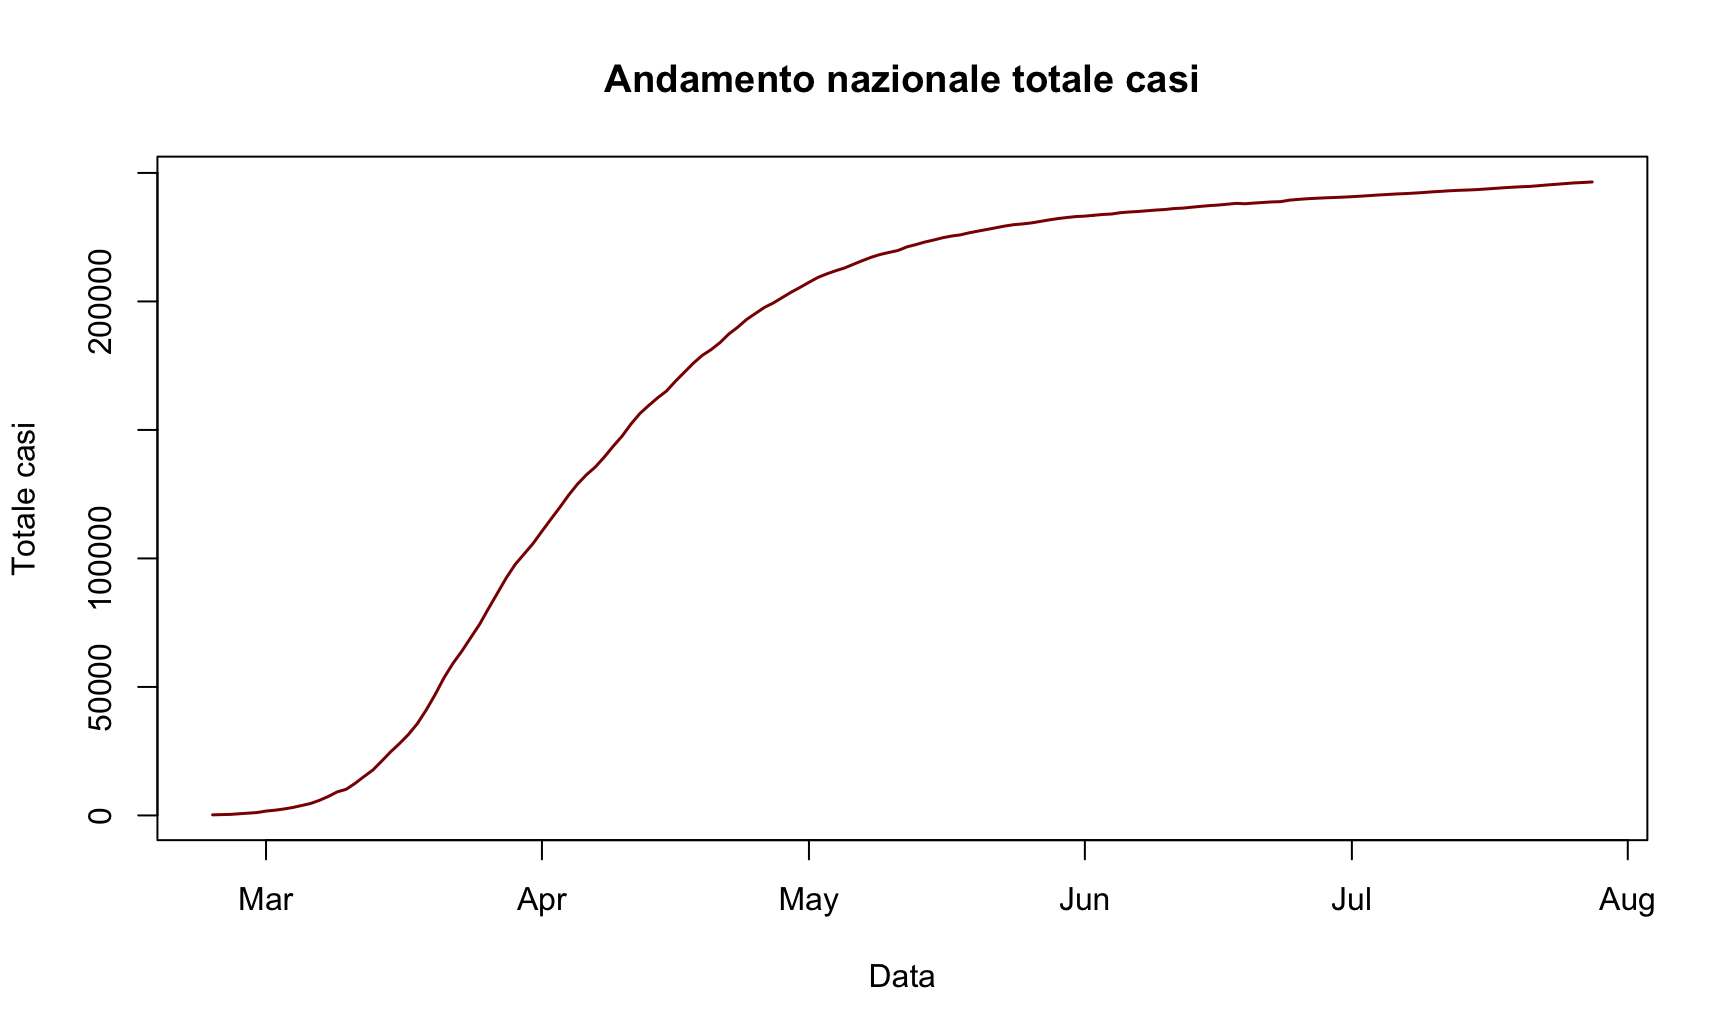 Andamento nazionale totale casi
Totale casi
200000
100000
50000
0
Mar Apr May Jun Jul Aug
Data